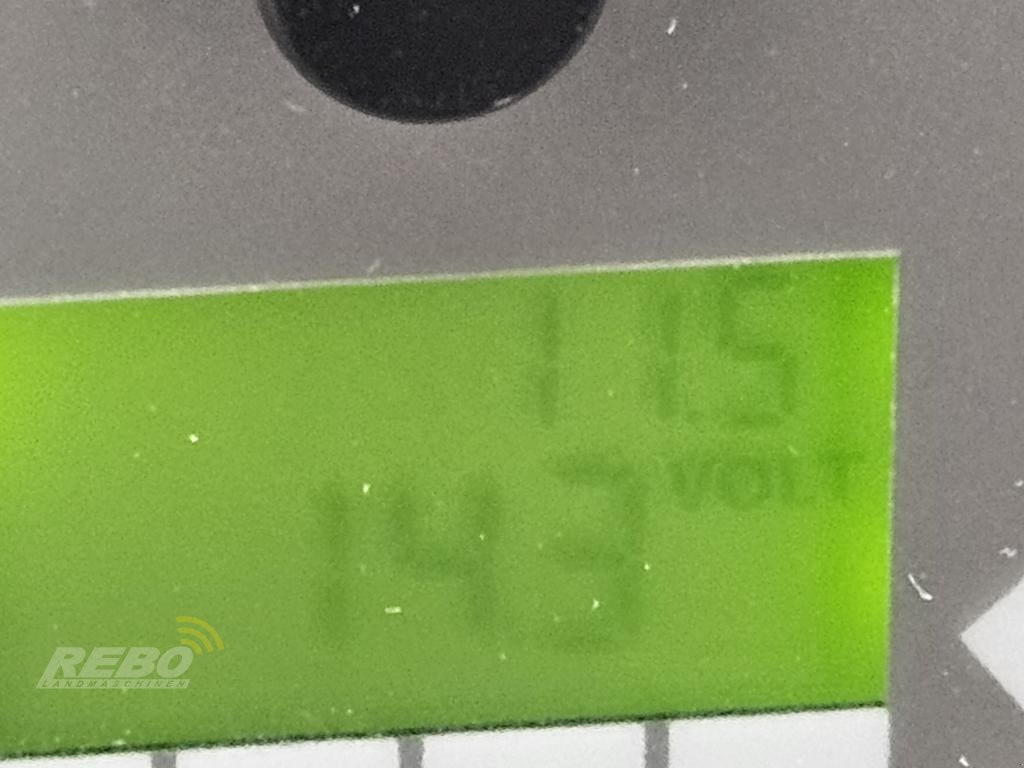 11.5
VOLT
143
REBO
LANDMASCHINEN